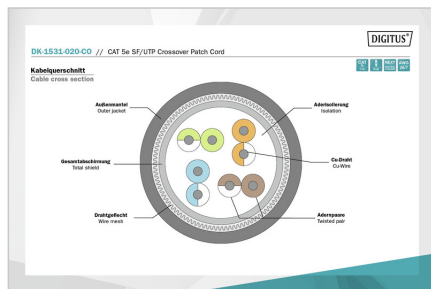 DIGITUS®
DK-1531-020-CO // CAT 5e SF/UTP Crossover Patch Cord
Kabelquerschnitt
Cable cross section
Außenmantel
Outer jacket
Aderisolierung
Isolation
Gesamtabschirmung
Total shield
Cu-Draht
Cu-Wire
Drahtgeflecht
Wire mesh
Adernpaare
Twisted pair